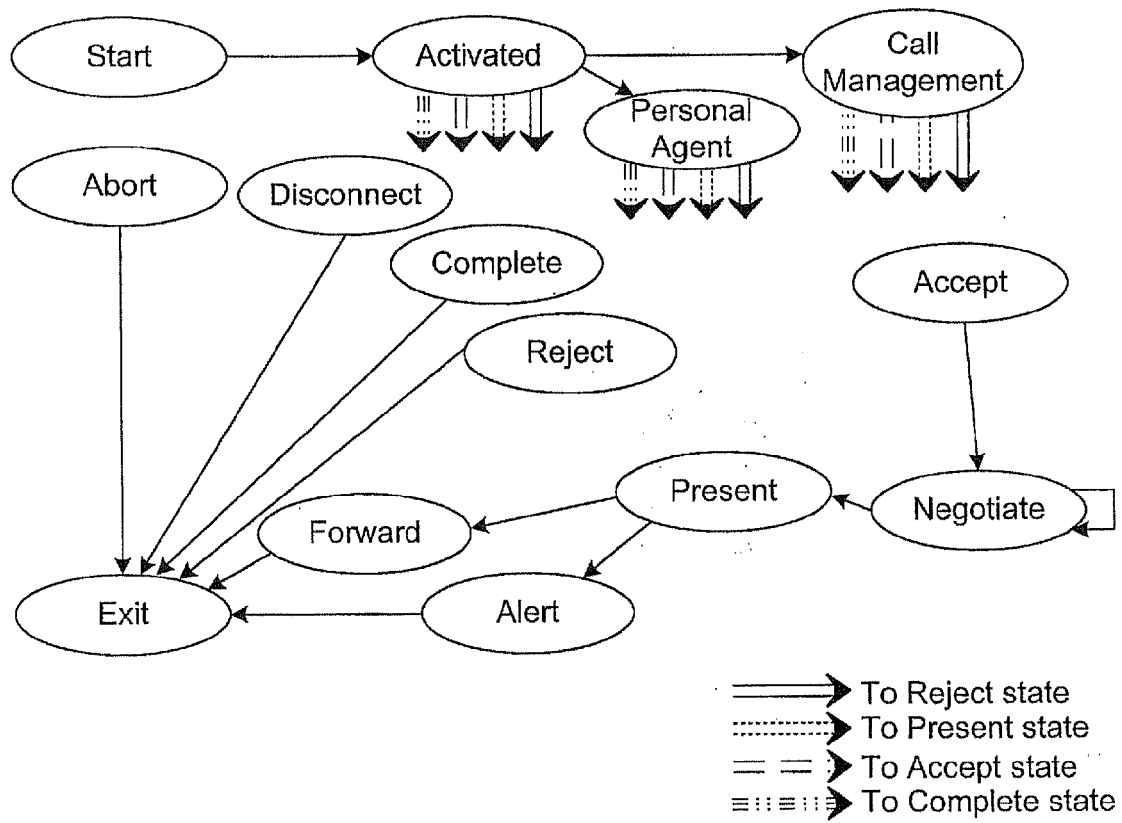 Start
Activated
Call
Management
Personal
Agent
Abort
Disconnect
Complete
Accept
Reject
Present
Negotiate
Forward
Exit
Alert
To Reject state
To Present state
To Accept state
To Complete state